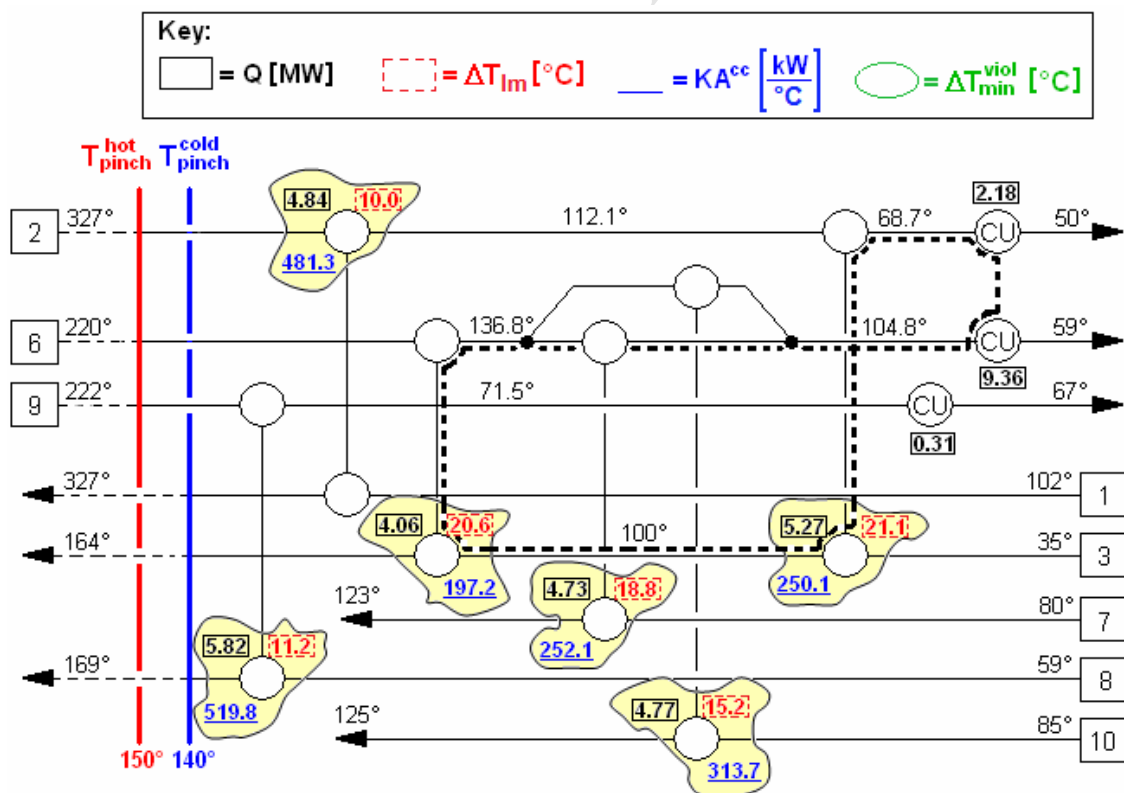 Key:
= Q [MW]
= ΔT_lm [°C]
= KA^cc [kW/°C]
= ΔT_min^viol [°C]
T_pinch^hot T_pinch^cold
4.84 10.0 2.18
2 327° 112.1° 68.7° CU 50°
481.3
6 220° 136.8° 104.8° CU 59°
9.36
9 222° 71.5° CU 67°
0.31
327° 102° 1
4.06 20.6 5.27 21.1
164° 100° 35° 3
197.2 250.1
4.73 18.8
123° 80° 7
252.1
5.82 11.2
169° 59° 8
519.8
4.77 15.2
125° 85° 10
150° 140° 313.7